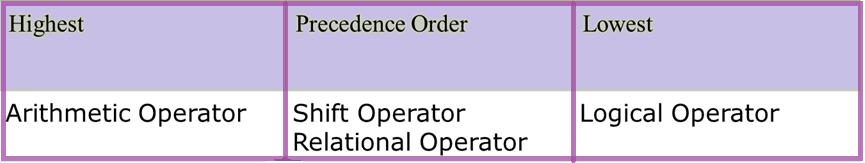 Highest
Precedence Order
Lowest
Arithmetic Operator
Shift Operator
Relational Operator
Logical Operator